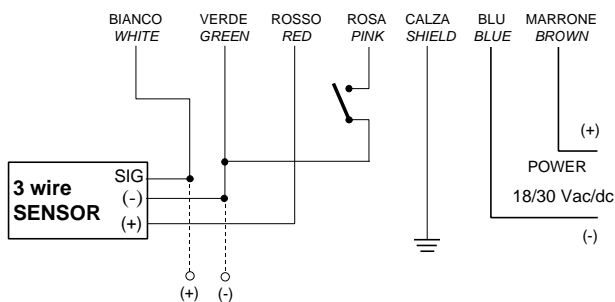 BIANCO VERDE ROSSO ROSA CALZA BLU MARRONE
WHITE GREEN RED PINK SHIELD BLUE BROWN
(+)
POWER
18/30 Vac/dc
(-)
3 wire
SENSOR
SIG
(-)
(+)
(+) (-)